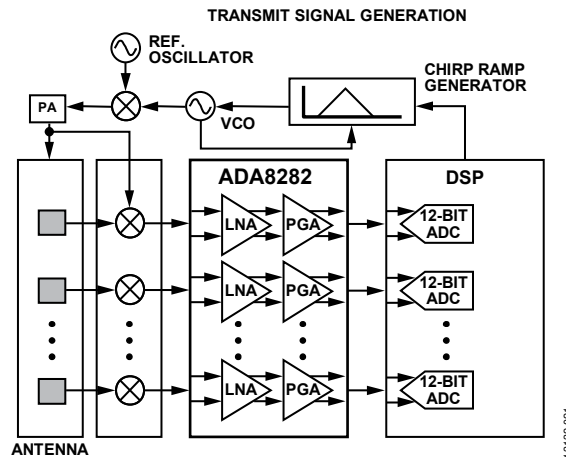 TRANSMIT SIGNAL GENERATION
REF.
OSCILLATOR
CHIRP RAMP
GENERATOR
PA
VCO
ADA8282
DSP
LNA
PGA
12-BIT
ADC
LNA
PGA
12-BIT
ADC
LNA
PGA
12-BIT
ADC
ANTENNA